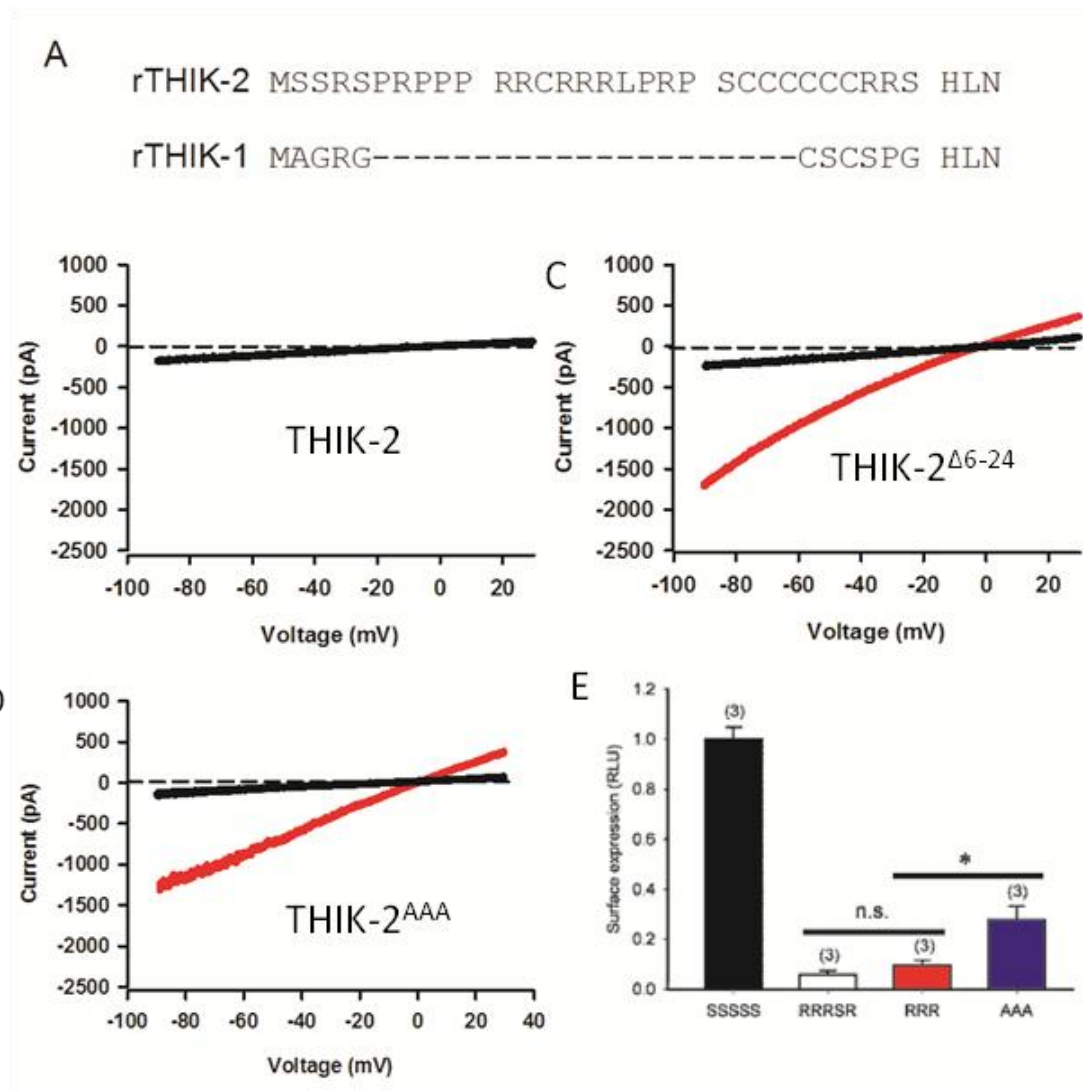 A
rTHIK-2 MSSRSPRPPP RRCRRRLPRP SCCCCCCRRS HLN
rTHIK-1 MAGRG-------------------CSCSPG HLN
1000
500
0
-500
-1000
-1500
-2000
-2500
Current (pA)
THIK-2
-100 -80 -60 -40 -20 0 20
Voltage (mV)
C
1000
500
0
-500
-1000
-1500
-2000
-2500
Current (pA)
THIK-2Δ6-24
-100 -80 -60 -40 -20 0 20
Voltage (mV)
1000
500
0
-500
-1000
-1500
-2000
-2500
Current (pA)
THIK-2AAA
-100 -80 -60 -40 -20 0 20 40
Voltage (mV)
E
1.2
1.0
0.8
0.6
0.4
0.2
0.0
Surface expression (RLU)
(3)
(3)
(3)
(3)
n.s.
*
SSSSS RRRSR RRR AAA